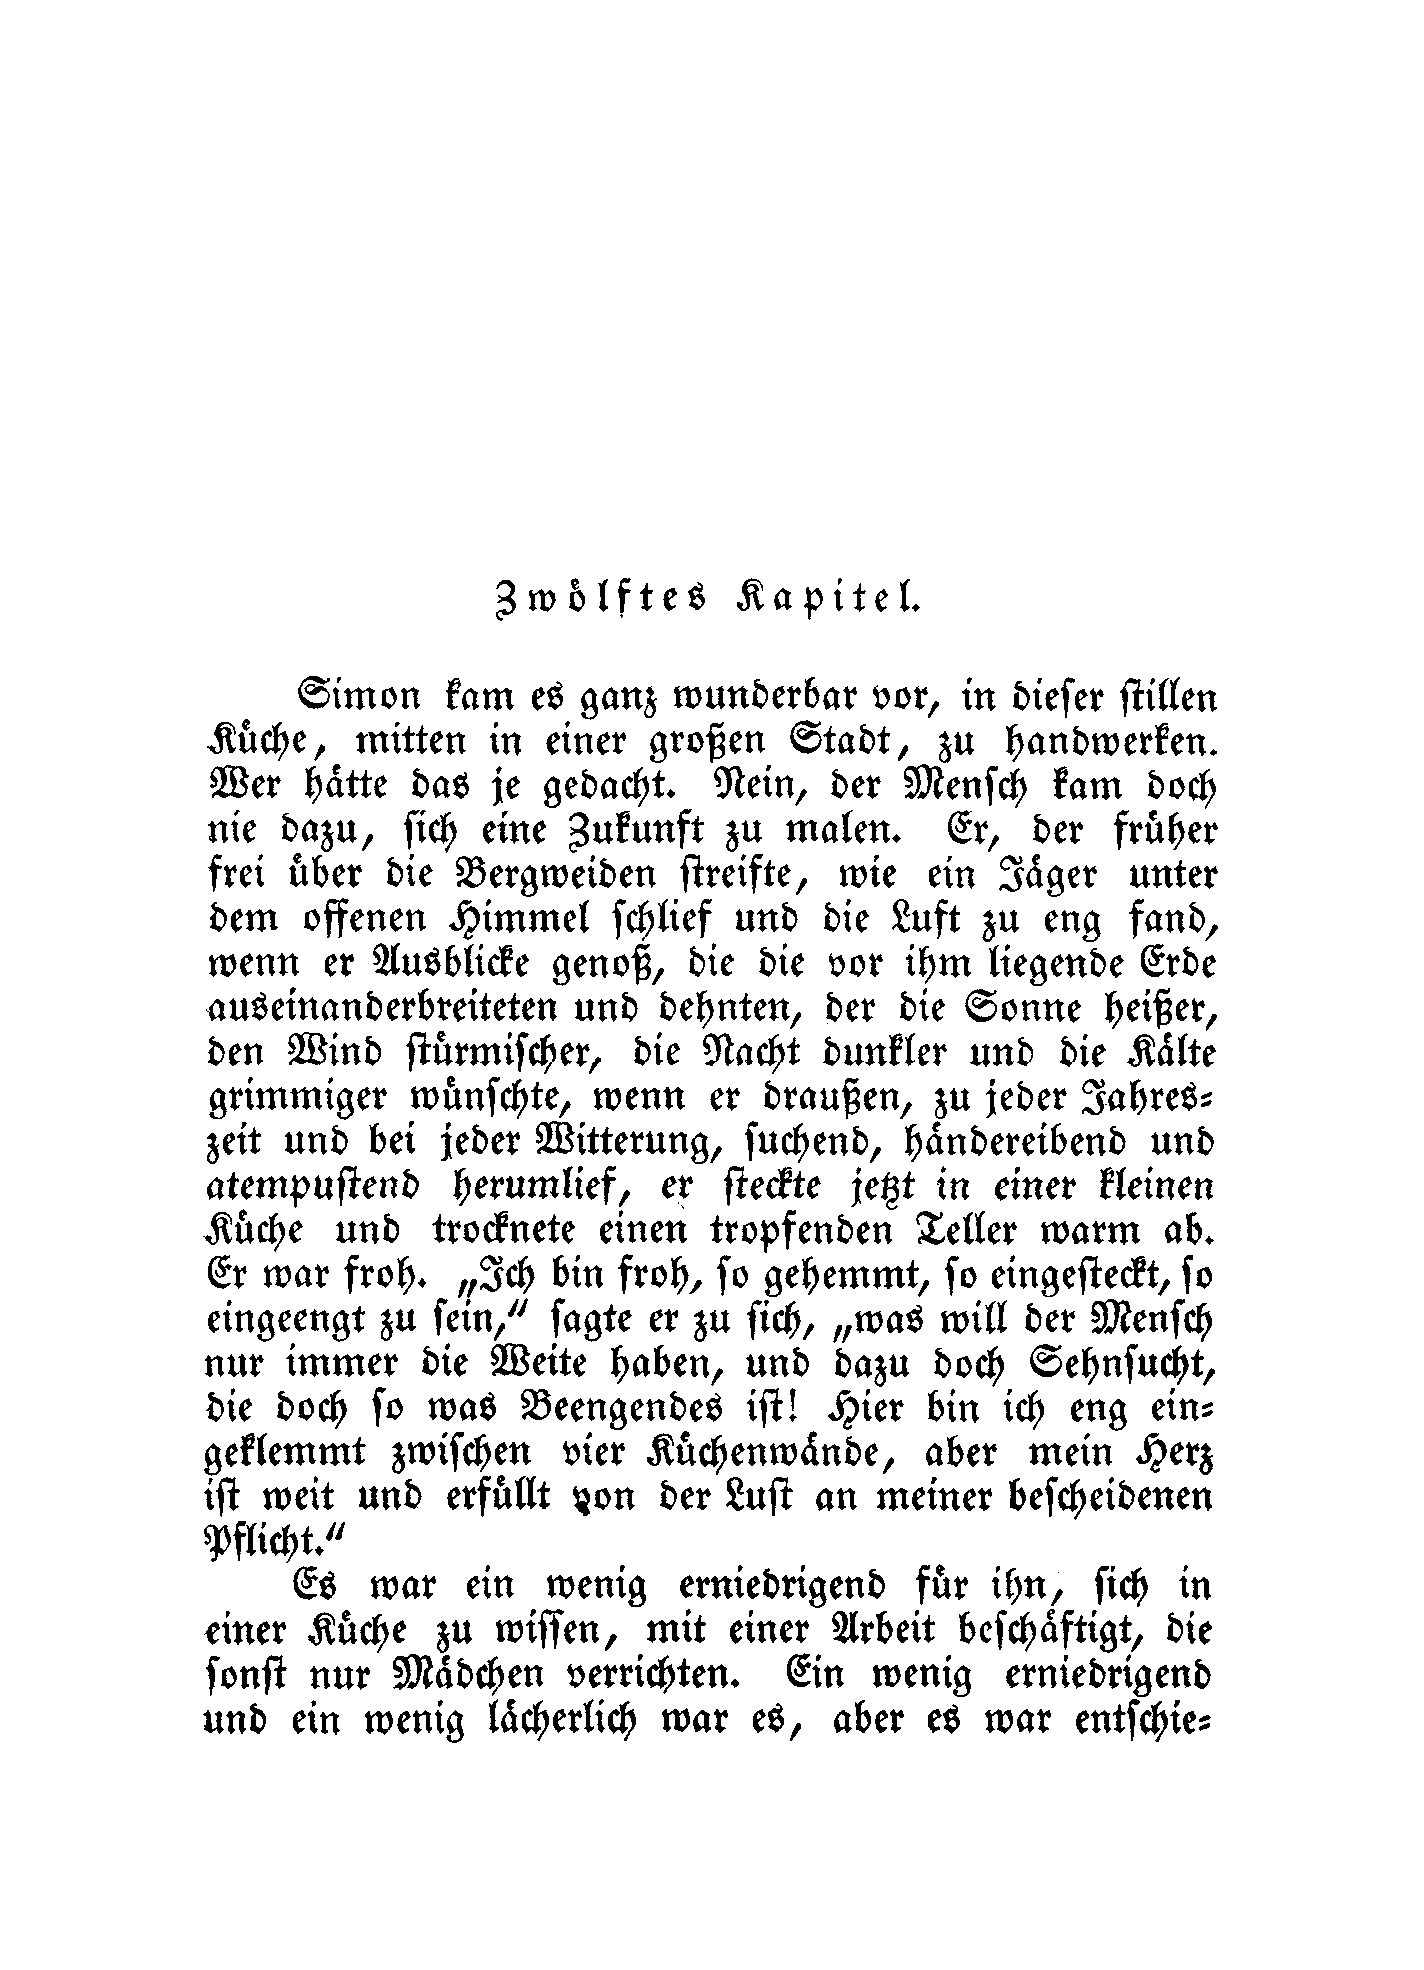 Zwölftes Kapitel.
Simon kam es ganz wunderbar vor, in dieſer ſtillen
Küche, mitten in einer großen Stadt, zu handwerken.
Wer hätte das je gedacht. Nein, der Menſch kam doch
nie dazu, ſich eine Zukunft zu malen. Er, der früher
frei über die Bergweiden ſtreifte, wie ein Jäger unter
dem offenen Himmel ſchlief und die Luft zu eng fand,
wenn er Ausblicke genoß, die die vor ihm liegende Erde
auseinanderbreiteten und dehnten, der die Sonne heißer,
den Wind ſtürmiſcher, die Nacht dunkler und die Kälte
grimmiger wünſchte, wenn er draußen, zu jeder Jahres⸗
zeit und bei jeder Witterung, ſuchend, händereibend und
atempuſtend herumlief, er ſteckte jetzt in einer kleinen
Küche und trocknete einen tropfenden Teller warm ab.
Er war froh. „Ich bin froh, ſo gehemmt, ſo eingeſteckt, ſo
eingeengt zu ſein,“ ſagte er zu ſich, „was will der Menſch
nur immer die Weite haben, und dazu doch Sehnſucht,
die doch ſo was Beengendes iſt! Hier bin ich eng ein⸗
geklemmt zwiſchen vier Küchenwände, aber mein Herz
iſt weit und erfüllt von der Luſt an meiner beſcheidenen
Pflicht.“
Es war ein wenig erniedrigend für ihn, ſich in
einer Küche zu wiſſen, mit einer Arbeit beſchäftigt, die
ſonſt nur Mädchen verrichten. Ein wenig erniedrigend
und ein wenig lächerlich war es, aber es war entſchie⸗